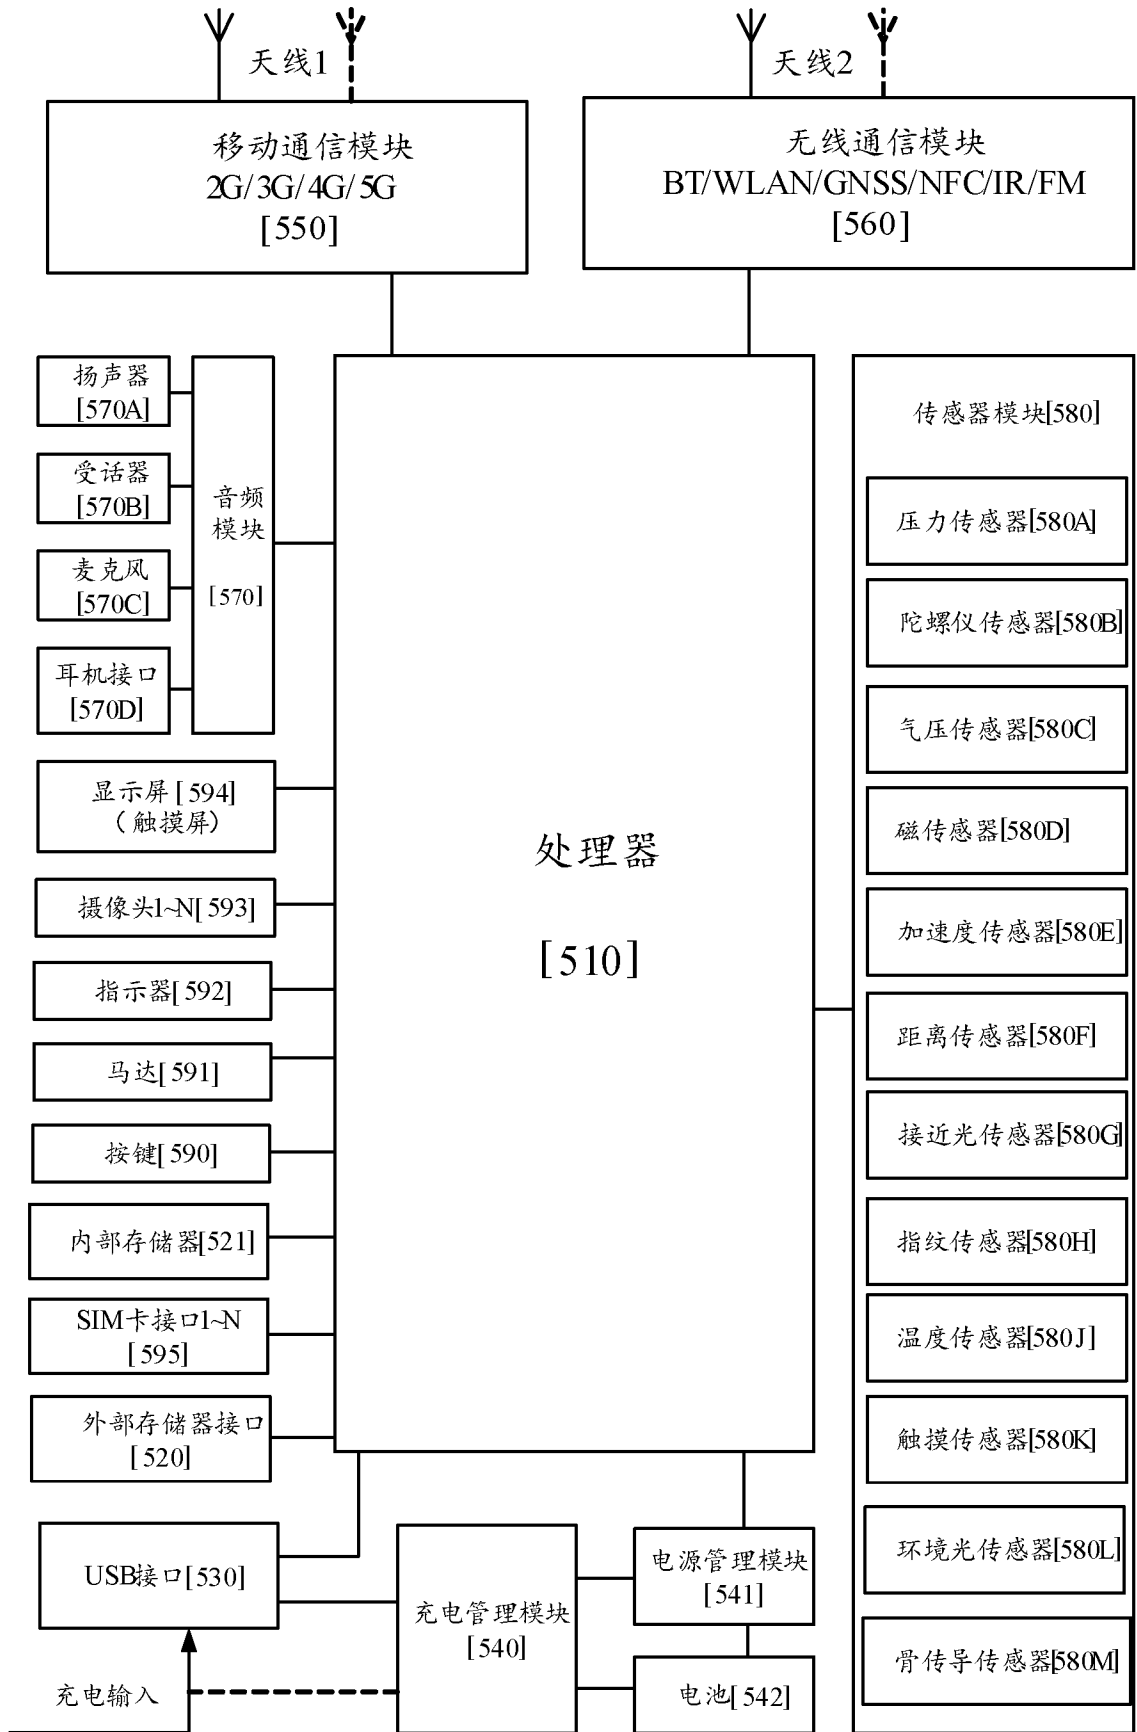 天线1
天线2
移动通信模块
2G/3G/4G/5G
[550]
无线通信模块
BT/WLAN/GNSS/NFC/IR/FM
[560]
扬声器
[570A]
受话器
[570B]
麦克风
[570C]
耳机接口
[570D]
音频
模块
[570]
显示屏[594]
（触摸屏）
摄像头1~N[593]
指示器[592]
马达[591]
按键[590]
内部存储器[521]
SIM卡接口1~N
[595]
外部存储器接口
[520]
处理器
[510]
传感器模块[580]
压力传感器[580A]
陀螺仪传感器[580B]
气压传感器[580C]
磁传感器[580D]
加速度传感器[580E]
距离传感器[580F]
接近光传感器[580G]
指纹传感器[580H]
温度传感器[580J]
触摸传感器[580K]
环境光传感器[580L]
骨传导传感器[580M]
USB接口[530]
充电管理模块
[540]
电源管理模块
[541]
电池[542]
充电输入